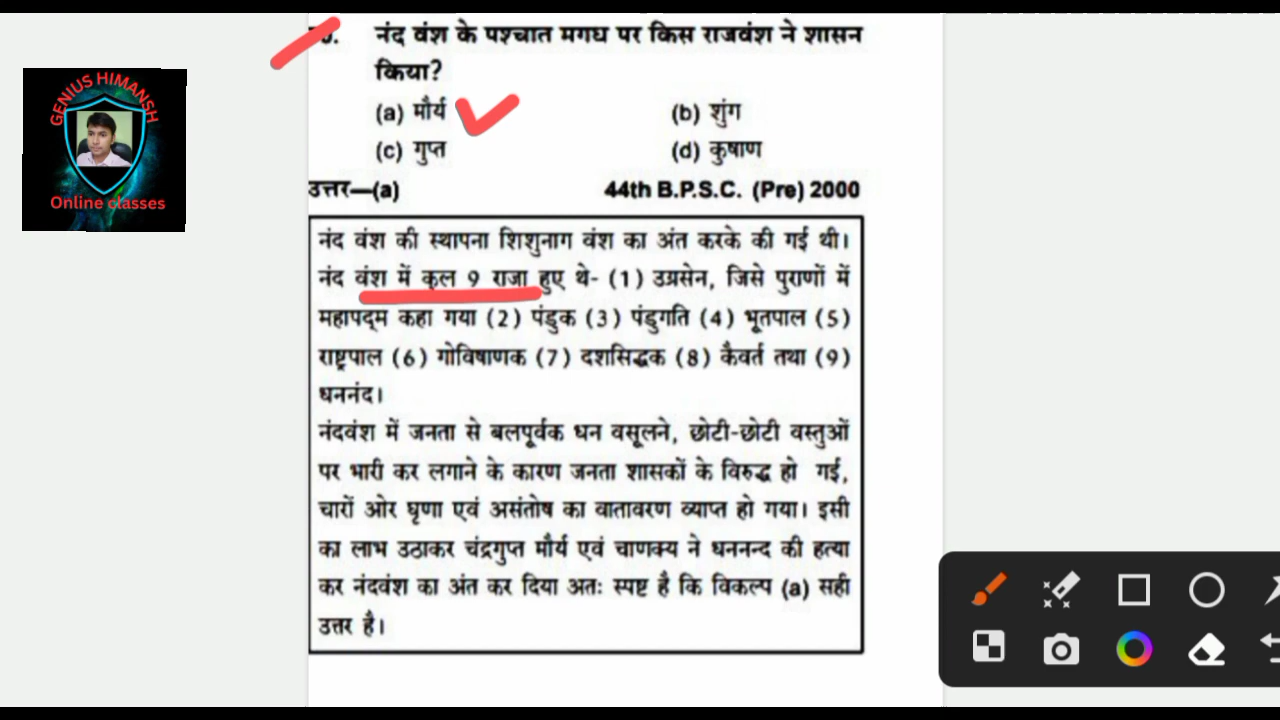 GENIUS HIMANSH
Online classes
नंद वंश के पश्चात मगध पर किस राजवंश ने शासन
किया?
(a) मौर्य
(b) शुंग
(c) गुप्त
(d) कुषाण
उत्तर—(a) 44th B.P.S.C. (Pre) 2000
नंद वंश की स्थापना शिशुनाग वंश का अंत करके की गई थी।
नंद वंश में कुल 9 राजा हुए थे- (1) उग्रसेन, जिसे पुराणों में
महापद्म कहा गया (2) पंडुक (3) पंडुगति (4) भूतपाल (5)
राष्ट्रपाल (6) गोविषाणक (7) दशसिद्धक (8) कैवर्त तथा (9)
धननंद।
नंदवंश में जनता से बलपूर्वक धन वसूलने, छोटी-छोटी वस्तुओं
पर भारी कर लगाने के कारण जनता शासकों के विरुद्ध हो गई,
चारों ओर घृणा एवं असंतोष का वातावरण व्याप्त हो गया। इसी
का लाभ उठाकर चंद्रगुप्त मौर्य एवं चाणक्य ने धननन्द की हत्या
कर नंदवंश का अंत कर दिया अतः स्पष्ट है कि विकल्प (a) सही
उत्तर है।